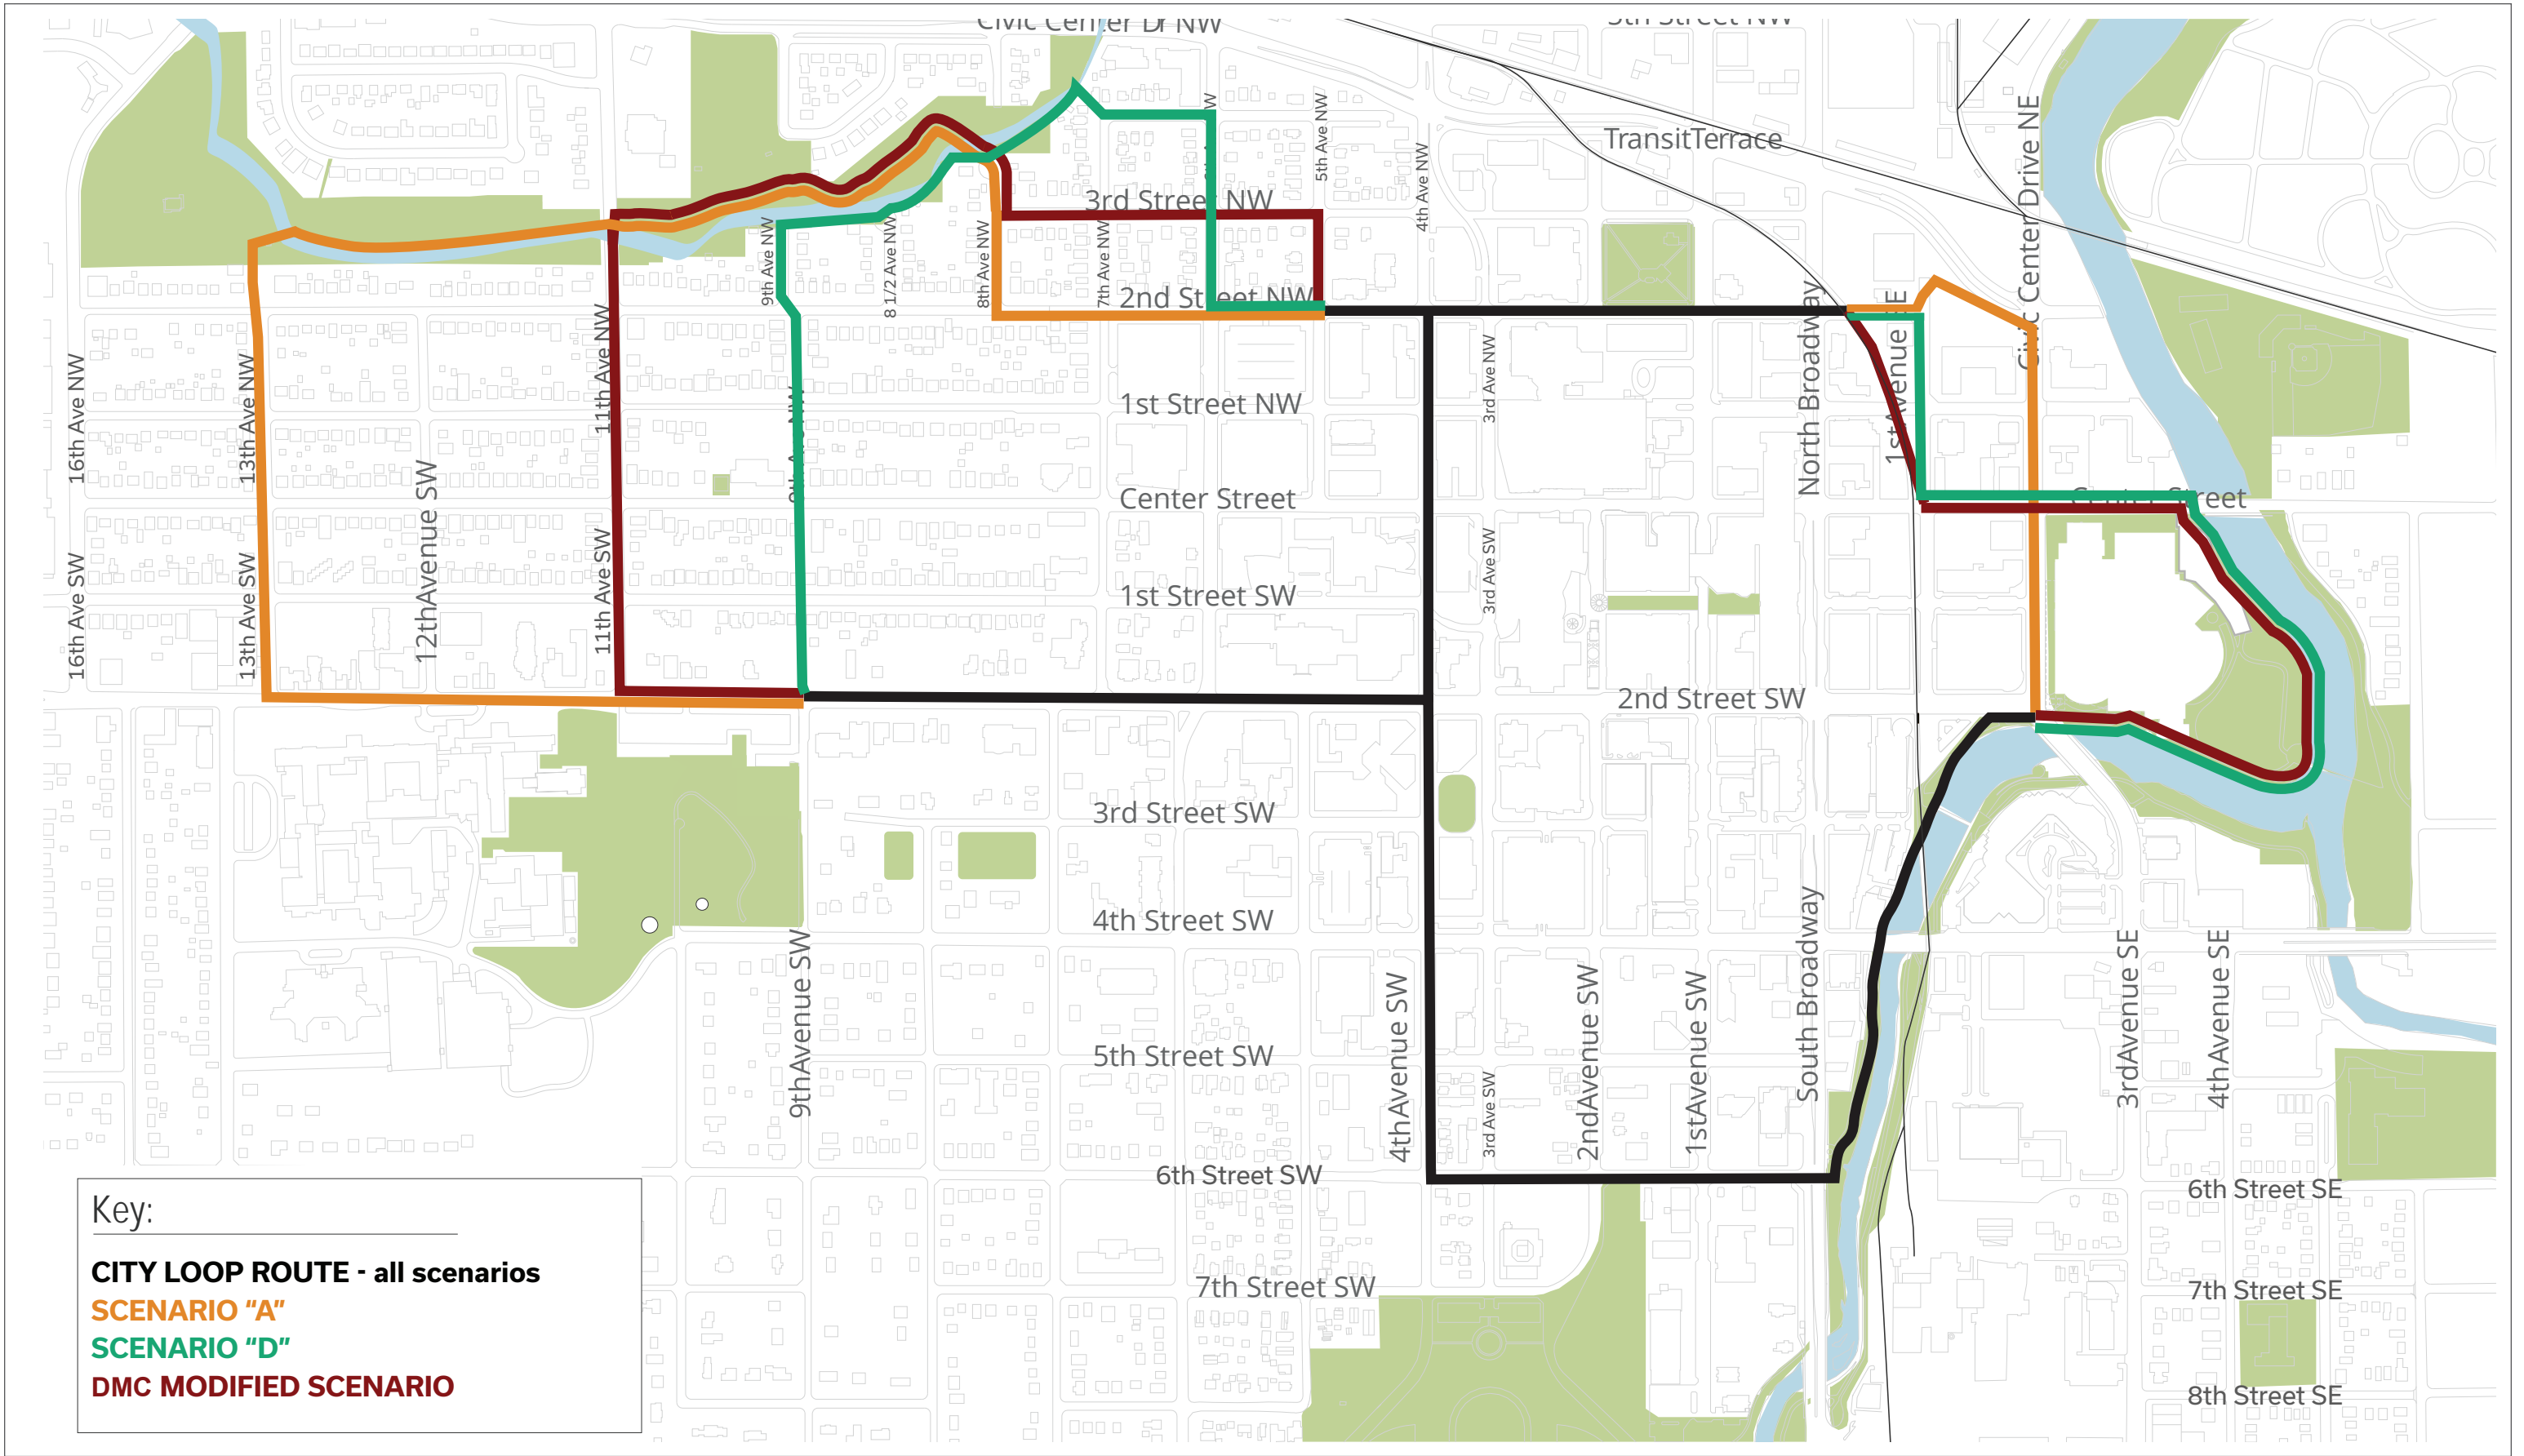 Civic Center Dr NW
5th Street NW
TransitTerrace
Civic Center Drive NE
5th Ave NW
4th Ave NW
3rd Street NW
9th Ave NW
8 1/2 Ave NW
8th Ave NW
7th Ave NW
2nd Street NW
North Broadway
1stAvenue
11th Ave NW
16th Ave NW
13th Ave NW
3rd Ave NW
1st Street NW
12thAvenue SW
Center Street
Center Street
16th Ave SW
13th Ave SW
11th Ave SW
3rd Ave SW
1st Street SW
2nd Street SW
3rd Street SW
4th Street SW
9thAvenue SW
4thAvenue SW
2ndAvenue SW
1stAvenue SW
South Broadway
3rdAvenue SE
4thAvenue SE
5th Street SW
3rd Ave SW
6th Street SW
6th Street SE
7th Street SW
7th Street SE
8th Street SE
Key:
CITY LOOP ROUTE - all scenarios
SCENARIO “A”
SCENARIO “D”
DMC MODIFIED SCENARIO